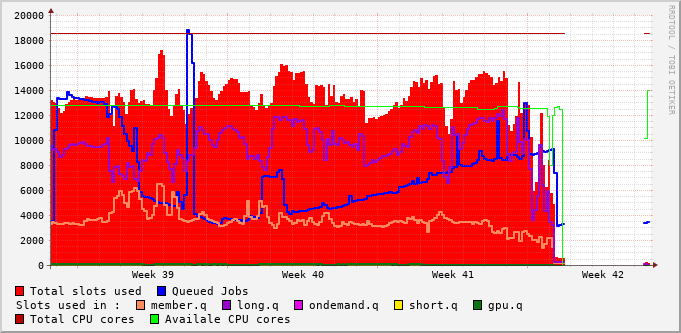 20000
18000
16000
14000
12000
10000
8000
6000
4000
2000
0
Week 39 Week 40 Week 41 Week 42
RRDTOOL / TOBI OETIKER
Total slots used Queued Jobs
Slots used in : member.q long.q ondemand.q short.q gpu.q
Total CPU cores Availale CPU cores